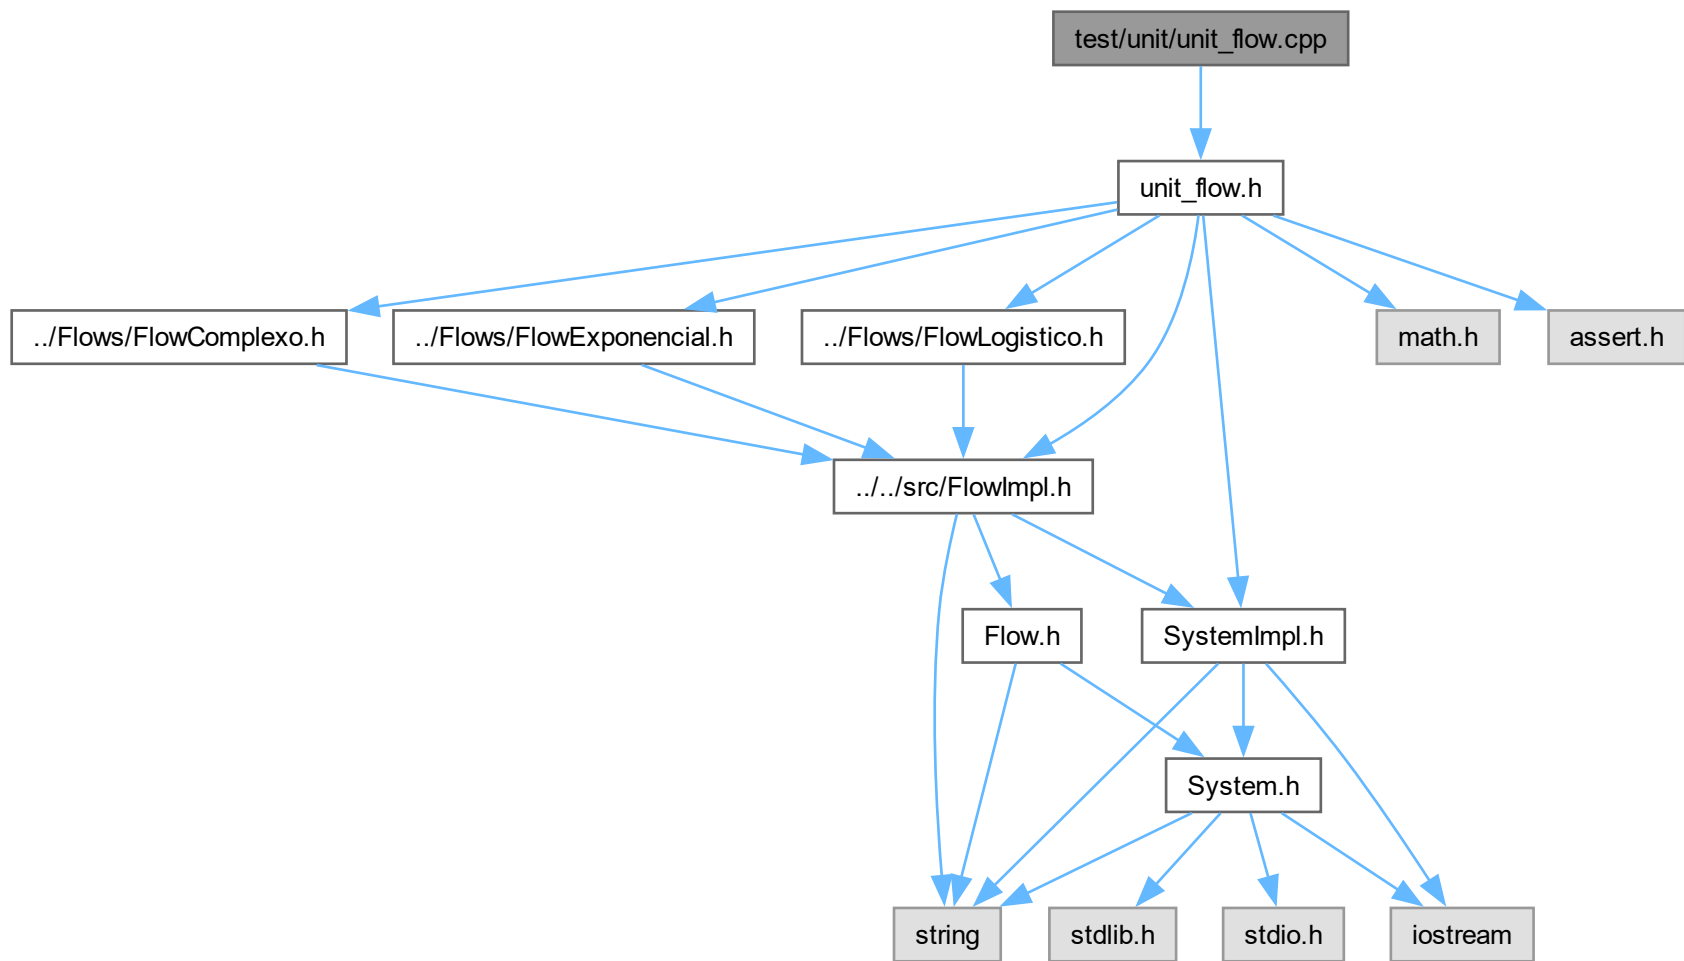 test/unit/unit_flow.cpp
unit_flow.h
../Flows/FlowComplexo.h
../Flows/FlowExponencial.h
../Flows/FlowLogistico.h
math.h
assert.h
../../src/FlowImpl.h
Flow.h
SystemImpl.h
System.h
string
stdlib.h
stdio.h
iostream